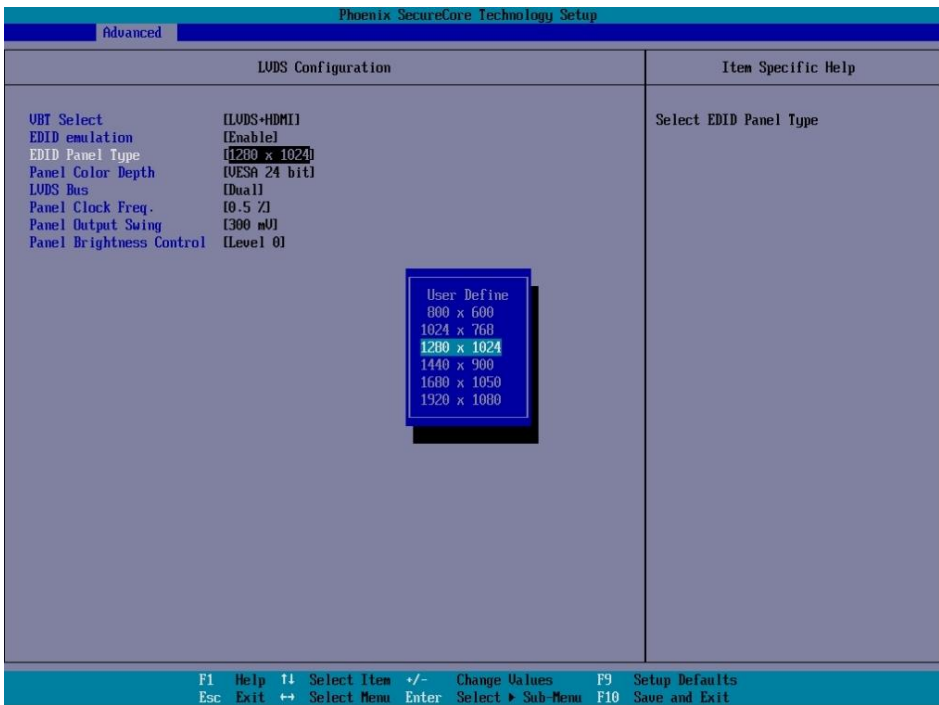 Phoenix SecureCore Technology Setup
Advanced
LVDS Configuration
Item Specific Help
VBT Select [LVDS+HDMI]
EDID emulation [Enable]
EDID Panel Type [1280 x 1024]
Panel Color Depth [VESA 24 bit]
LVDS Bus [Dual]
Panel Clock Freq. [0.5 %]
Panel Output Swing [300 mV]
Panel Brightness Control [Level 0]
Select EDID Panel Type
User Define
800 x 600
1024 x 768
1280 x 1024
1440 x 900
1680 x 1050
1920 x 1080
F1 Help ↑↓ Select Item +/- Change Values F9 Setup Defaults
Esc Exit ↔ Select Menu Enter Select ▶ Sub-Menu F10 Save and Exit